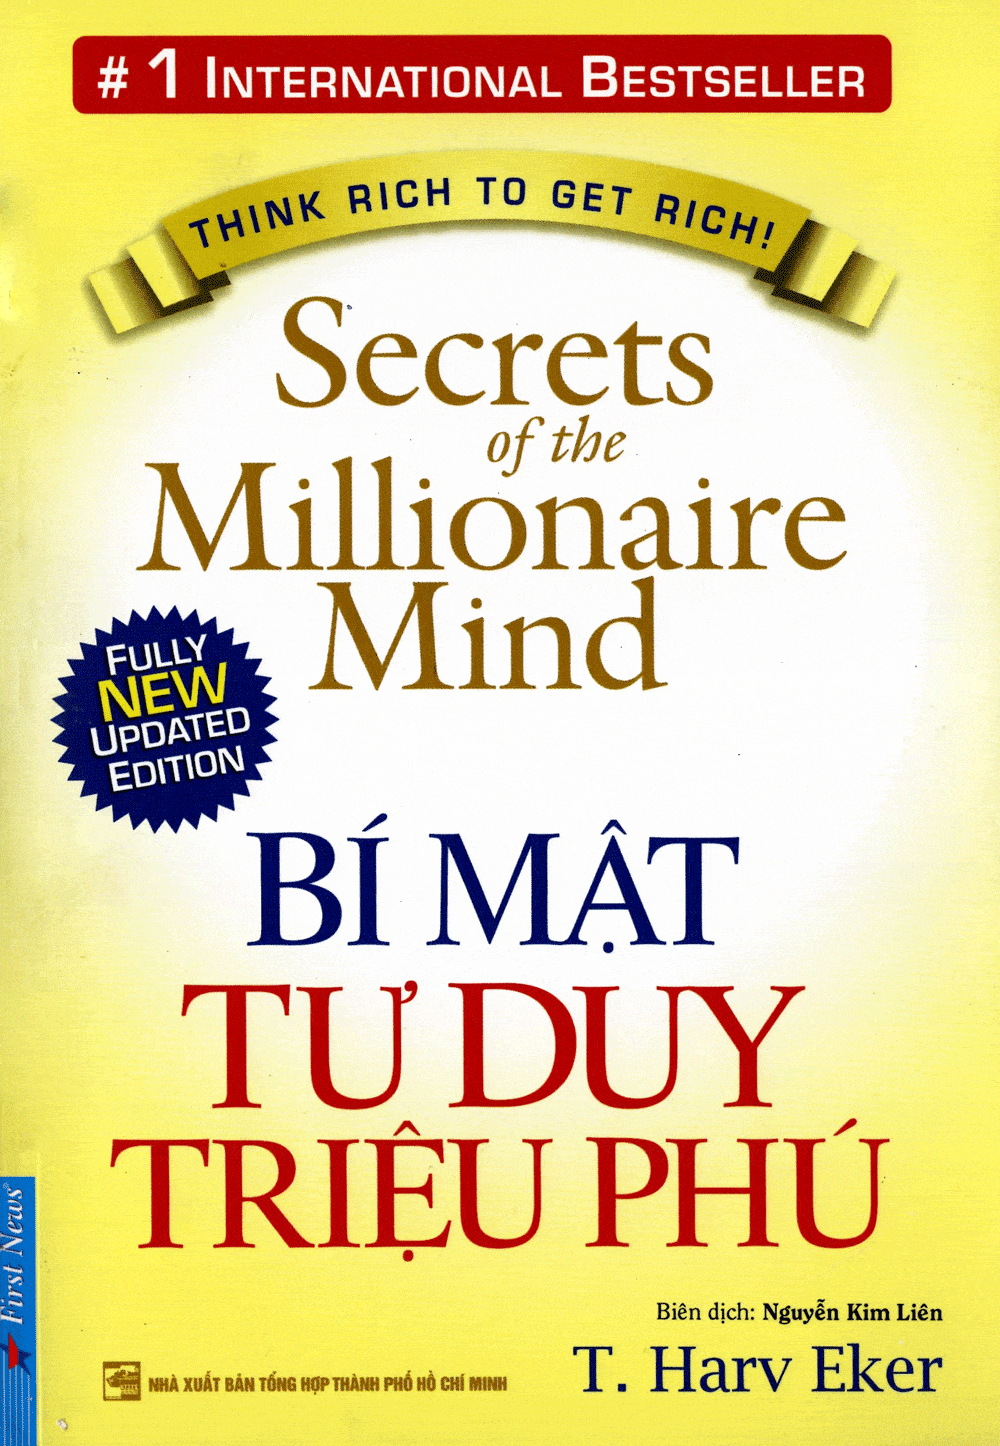 # 1 INTERNATIONAL BESTSELLER
THINK RICH TO GET RICH!
Secrets
of the
Millionaire
Mind
FULLY
NEW
UPDATED
EDITION
BÍ MẬT
TƯ DUY
TRIỆU PHÚ
First News
Biên dịch: Nguyễn Kim Liên
T. Harv Eker
NHÀ XUẤT BẢN TỔNG HỢP THÀNH PHỐ HỒ CHÍ MINH